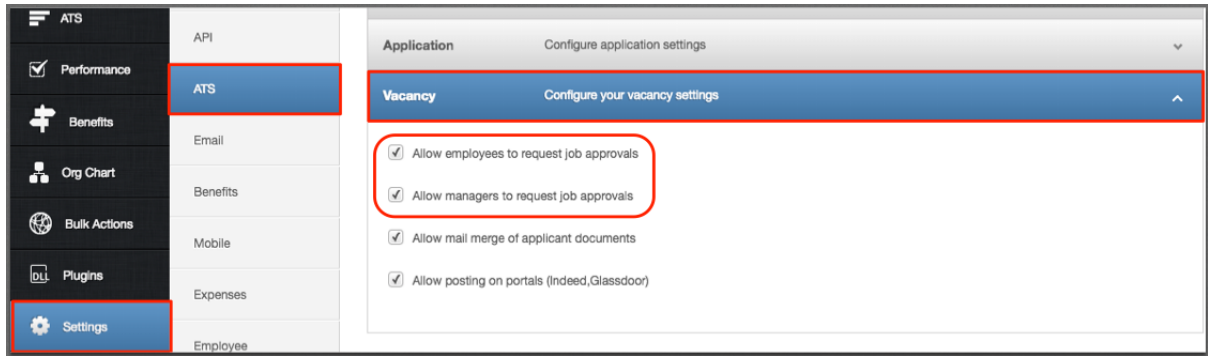 ATS
Performance
Benefits
Org Chart
Bulk Actions
DLL Plugins
Settings
API
ATS
Email
Benefits
Mobile
Expenses
Employee
Application Configure application settings
Vacancy Configure your vacancy settings
Allow employees to request job approvals
Allow managers to request job approvals
Allow mail merge of applicant documents
Allow posting on portals (Indeed,Glassdoor)